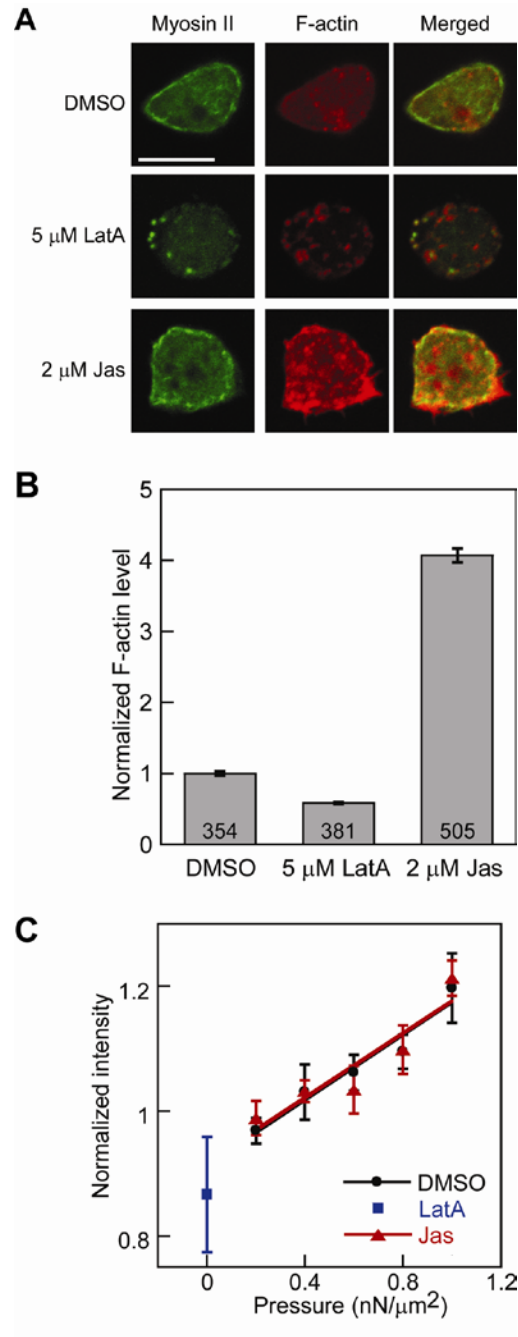 A
Myosin II F-actin Merged
DMSO
5 μM LatA
2 μM Jas
B
Normalized F-actin level
5
4
3
2
1
0
354 381 505
DMSO 5 μM LatA 2 μM Jas
C
Normalized intensity
1.2
1
0.8
DMSO
LatA
Jas
0 0.4 0.8 1.2
Pressure (nN/μm²)